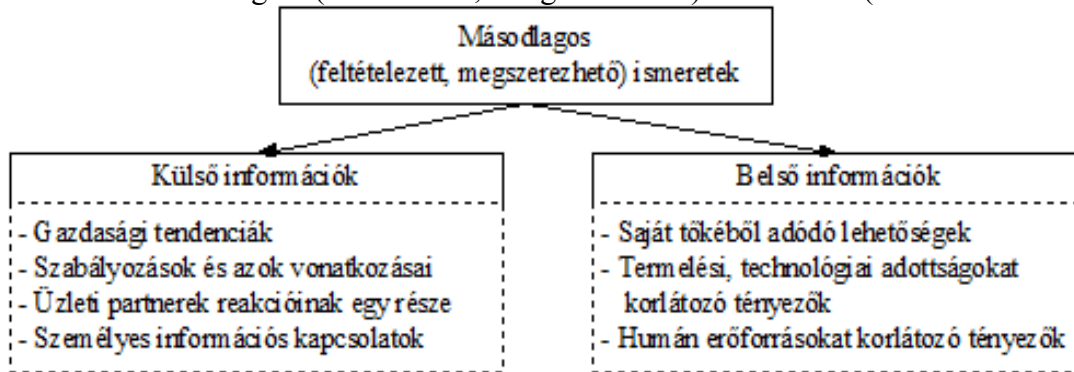 Másodlagos
(feltételezett, megszerezhető) ismeretek
Külső információk
- Gazdasági tendenciák
- Szabályozások és azok vonatkozásai
- Üzleti partnerek reakcióinak egy része
- Személyes információs kapcsolatok
Belső információk
- Saját tőkéből adódó lehetőségek
- Termelési, technológiai adottságokat
korlátozó tényezők
- Humán erőforrásokat korlátozó tényezők